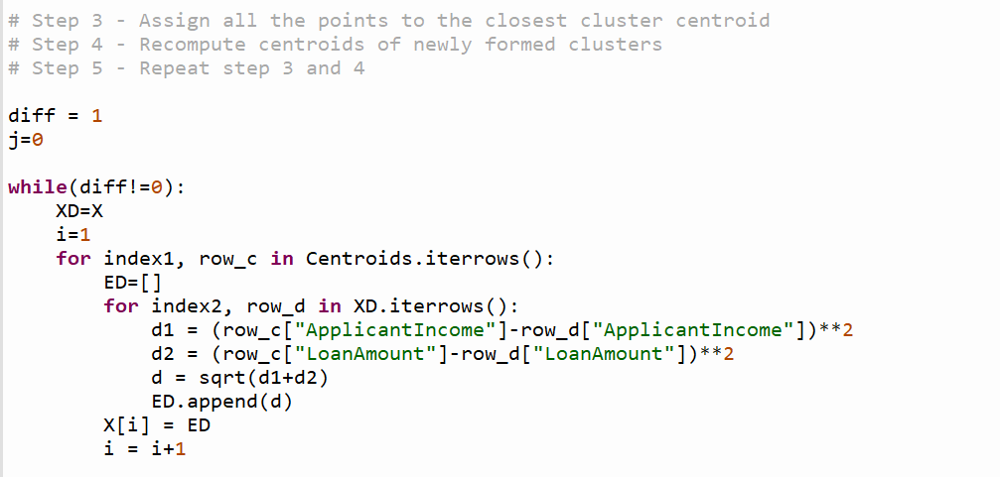 # Step 3 - Assign all the points to the closest cluster centroid
# Step 4 - Recompute centroids of newly formed clusters
# Step 5 - Repeat step 3 and 4

diff = 1
j=0

while(diff!=0):
    XD=X
    i=1
    for index1, row_c in Centroids.iterrows():
        ED=[]
        for index2, row_d in XD.iterrows():
            d1 = (row_c["ApplicantIncome"]-row_d["ApplicantIncome"])**2
            d2 = (row_c["LoanAmount"]-row_d["LoanAmount"])**2
            d = sqrt(d1+d2)
            ED.append(d)
        X[i] = ED
        i = i+1